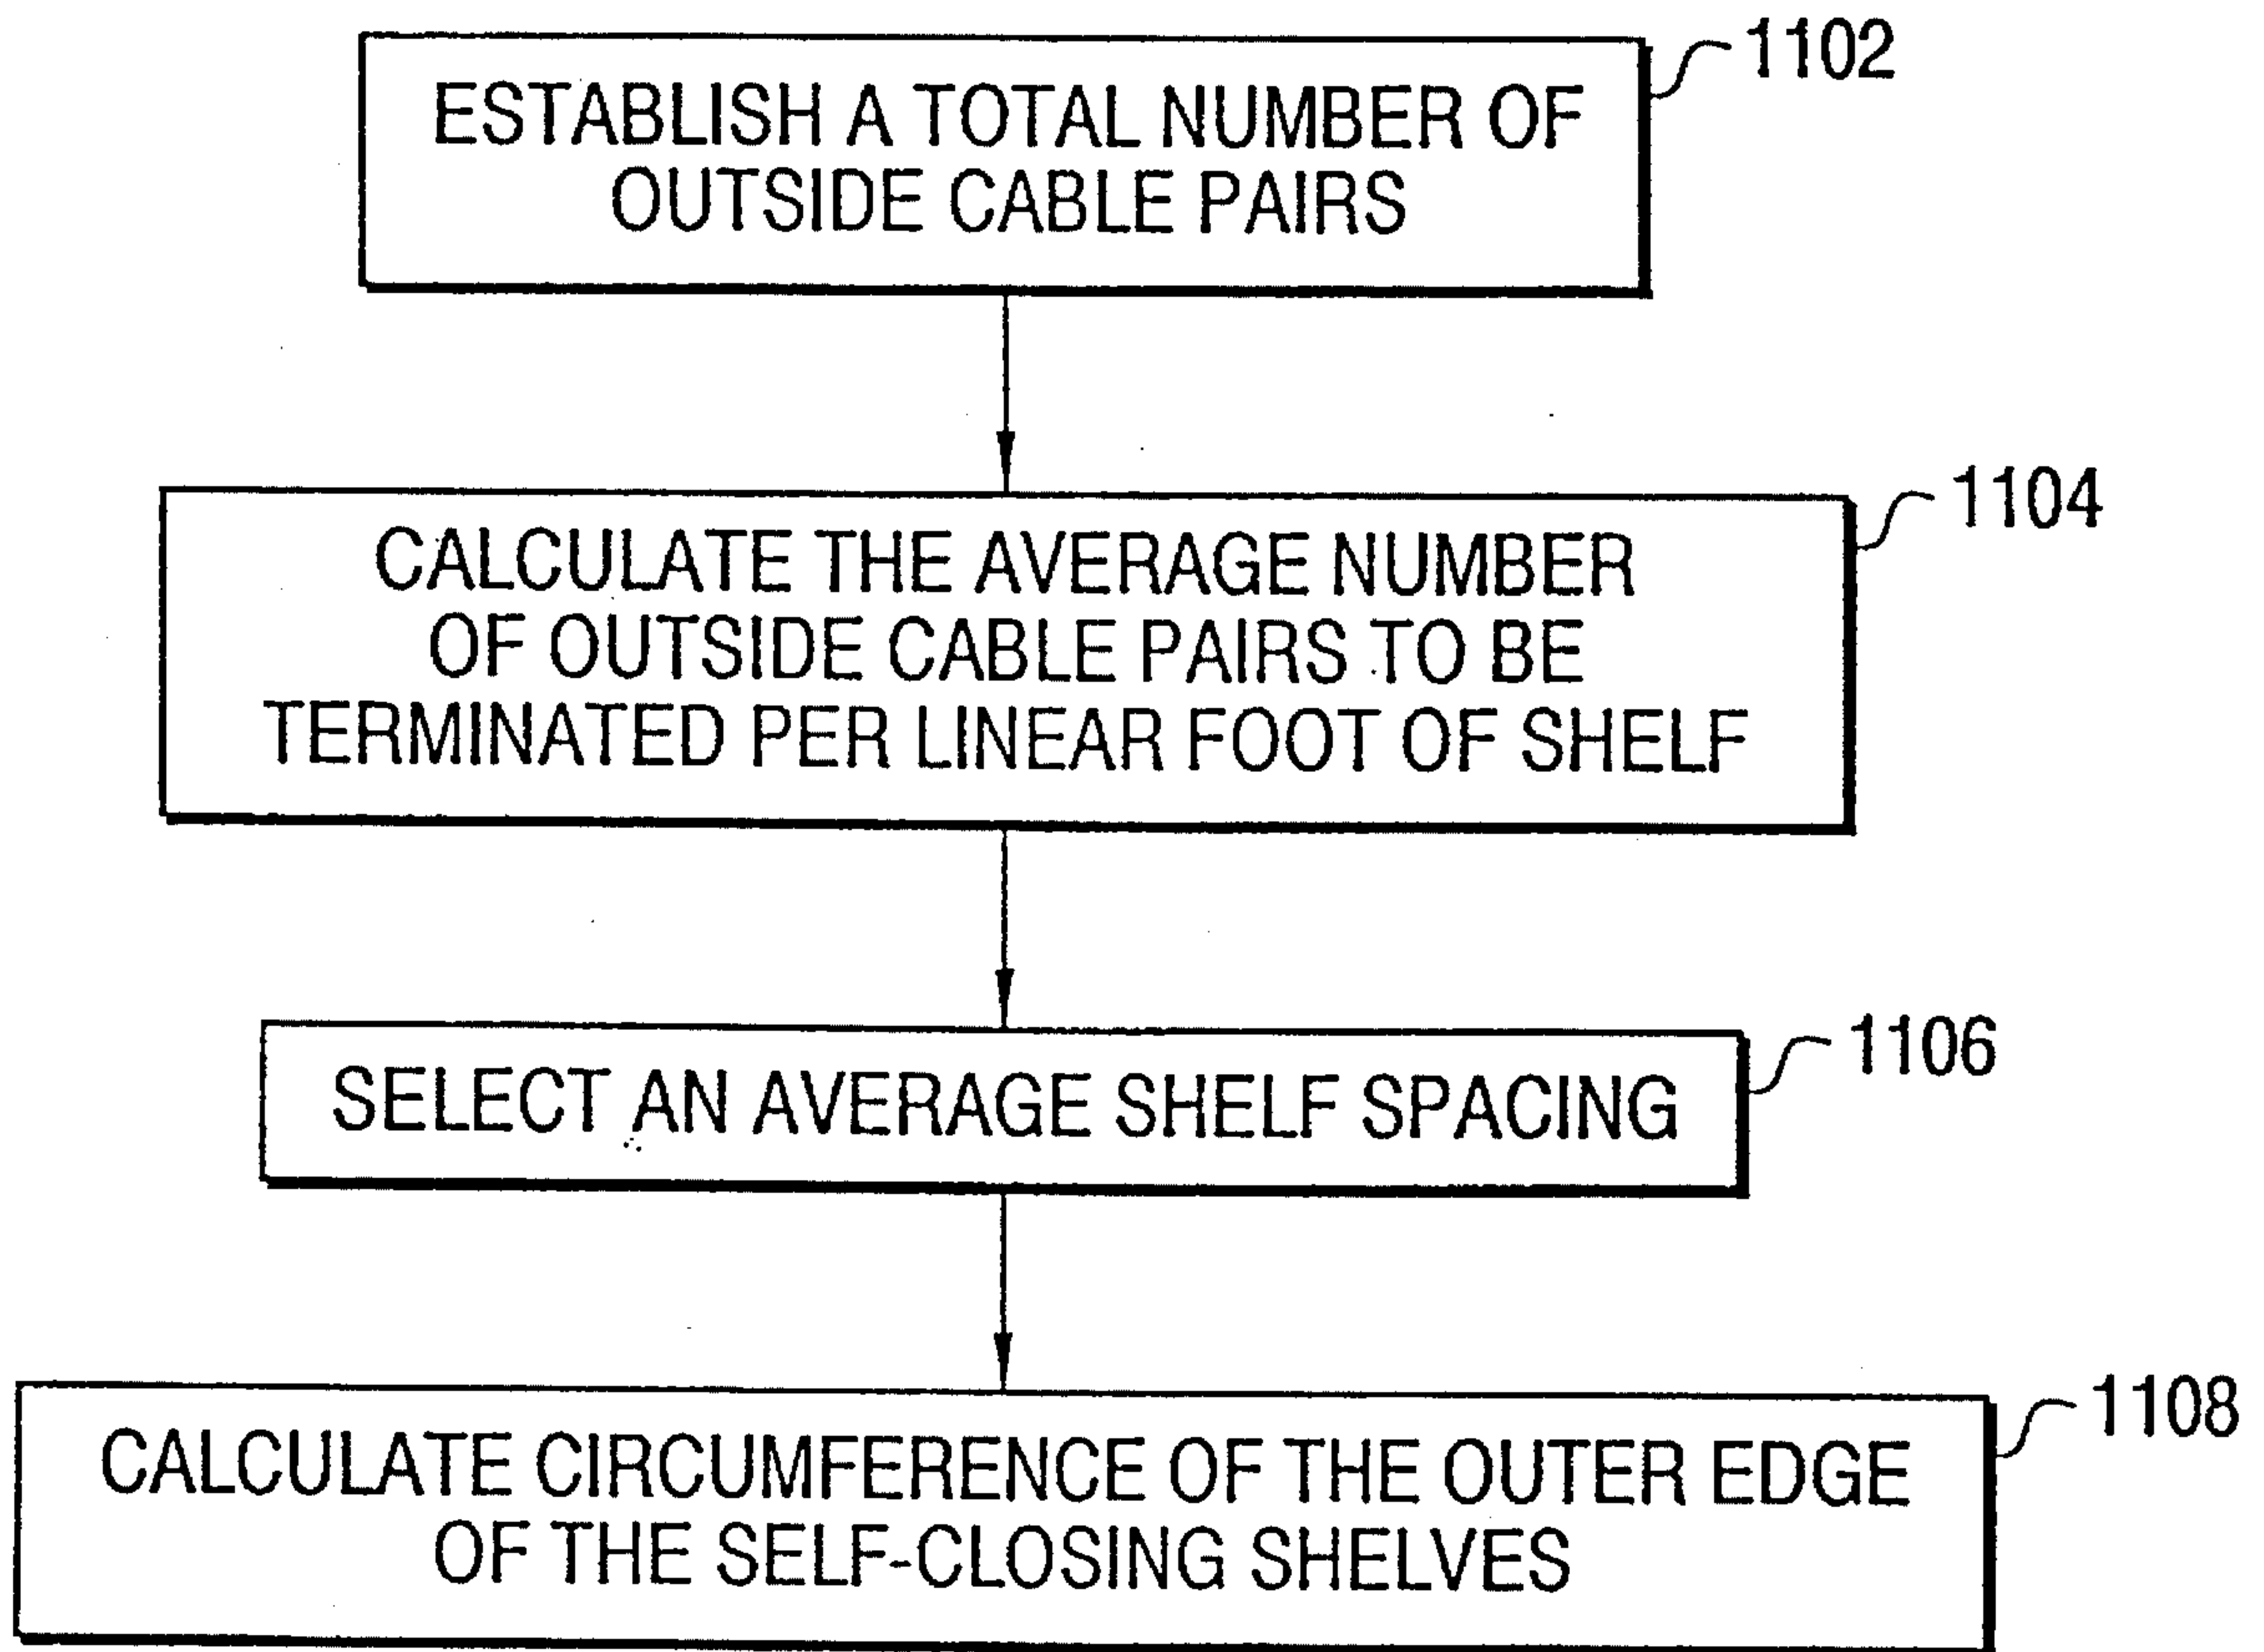 1102
ESTABLISH A TOTAL NUMBER OF
OUTSIDE CABLE PAIRS
1104
CALCULATE THE AVERAGE NUMBER
OF OUTSIDE CABLE PAIRS TO BE
TERMINATED PER LINEAR FOOT OF SHELF
1106
SELECT AN AVERAGE SHELF SPACING
1108
CALCULATE CIRCUMFERENCE OF THE OUTER EDGE
OF THE SELF-CLOSING SHELVES